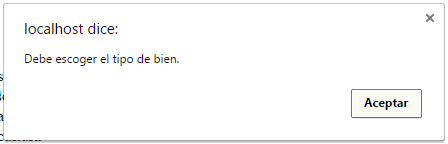 localhost dice:
Debe escoger el tipo de bien.
Aceptar